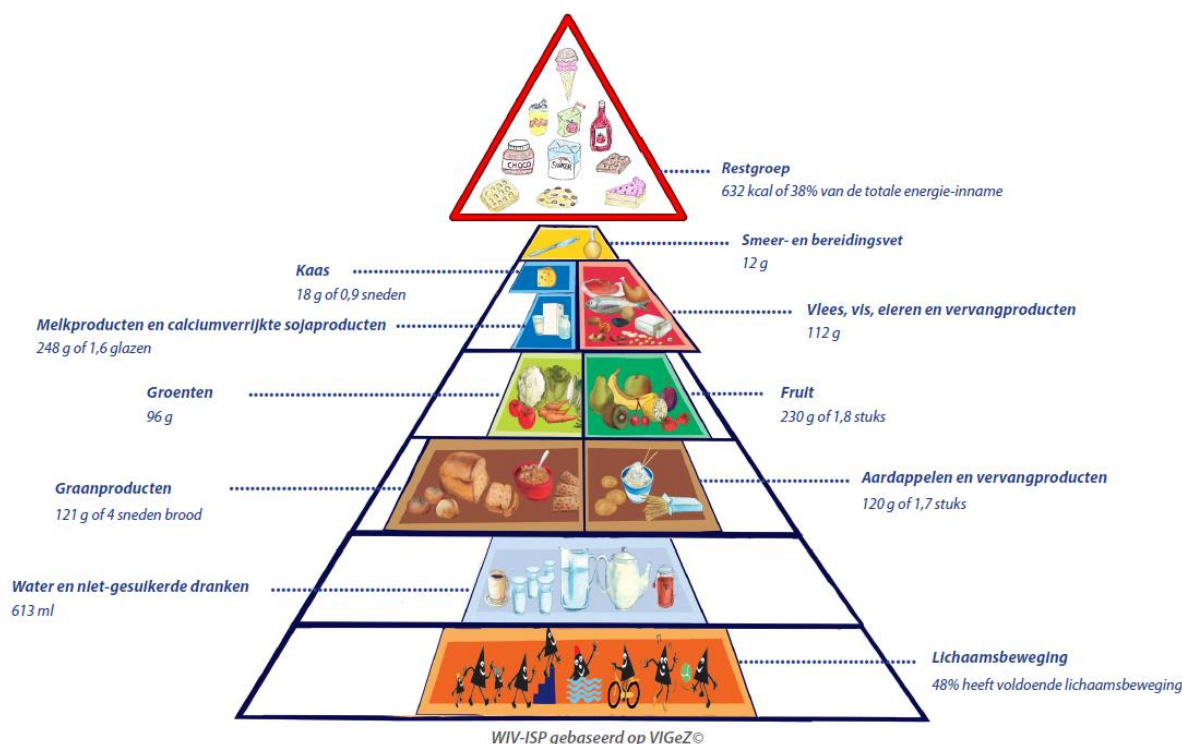 CHOCO
SUIKER
Restgroep
632 kcal of 38% van de totale energie-inname
Smeer- en bereidingsvet
12 g
Kaas
18 g of 0,9 sneden
Melkproducten en calciumverrijkte sojaproducten
248 g of 1,6 glazen
Vlees, vis, eieren en vervangproducten
112 g
Groenten
96 g
Fruit
230 g of 1,8 stuks
Graanproducten
121 g of 4 sneden brood
Aardappelen en vervangproducten
120 g of 1,7 stuks
Water en niet-gesuikerde dranken
613 ml
Lichaamsbeweging
48% heeft voldoende lichaamsbeweging
WIV-ISP gebaseerd op VIGeZ©